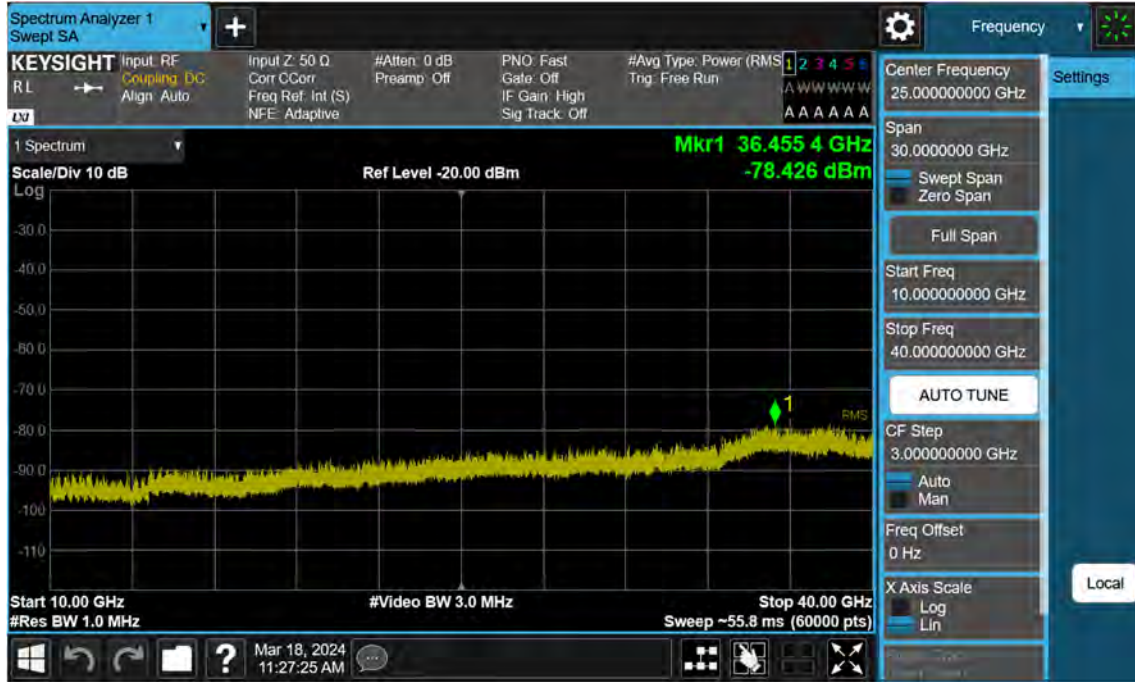 Spectrum Analyzer 1
Swept SA
Frequency
KEYSIGHT
RL
LXI
Input: RF
Coupling: DC
Align: Auto
Input Z: 50 Ω
Corr CCorr
Freq Ref: Int (S)
NFE: Adaptive
#Atten: 0 dB
Preamp: Off
PNO: Fast
Gate: Off
IF Gain: High
Sig Track: Off
#Avg Type: Power (RMS
Trig: Free Run
1 2 3 4 5 6
A W W W W W
A A A A A A
1 Spectrum
Scale/Div 10 dB
Ref Level -20.00 dBm
Mkr1 36.455 4 GHz
-78.426 dBm
Log
-30.0
-40.0
-50.0
-60.0
-70.0
-80.0
-90.0
-100
-110
1
RMS
Start 10.00 GHz
#Res BW 1.0 MHz
#Video BW 3.0 MHz
Stop 40.00 GHz
Sweep ~55.8 ms (60000 pts)
Mar 18, 2024
11:27:25 AM
Center Frequency
25.000000000 GHz
Span
30.0000000 GHz
Swept Span
Zero Span
Full Span
Start Freq
10.000000000 GHz
Stop Freq
40.000000000 GHz
AUTO TUNE
CF Step
3.000000000 GHz
Auto
Man
Freq Offset
0 Hz
X Axis Scale
Log
Lin
Settings
Local